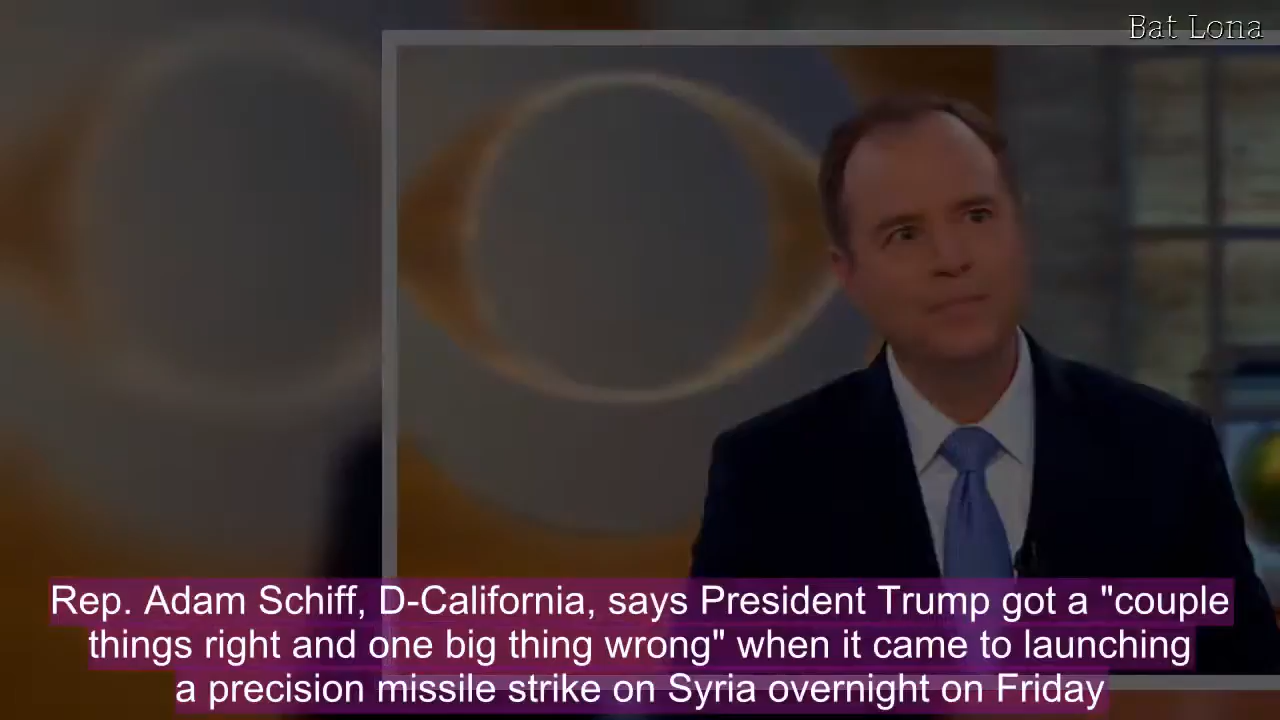 Bat Lona
Rep. Adam Schiff, D-California, says President Trump got a "couple
things right and one big thing wrong" when it came to launching
a precision missile strike on Syria overnight on Friday